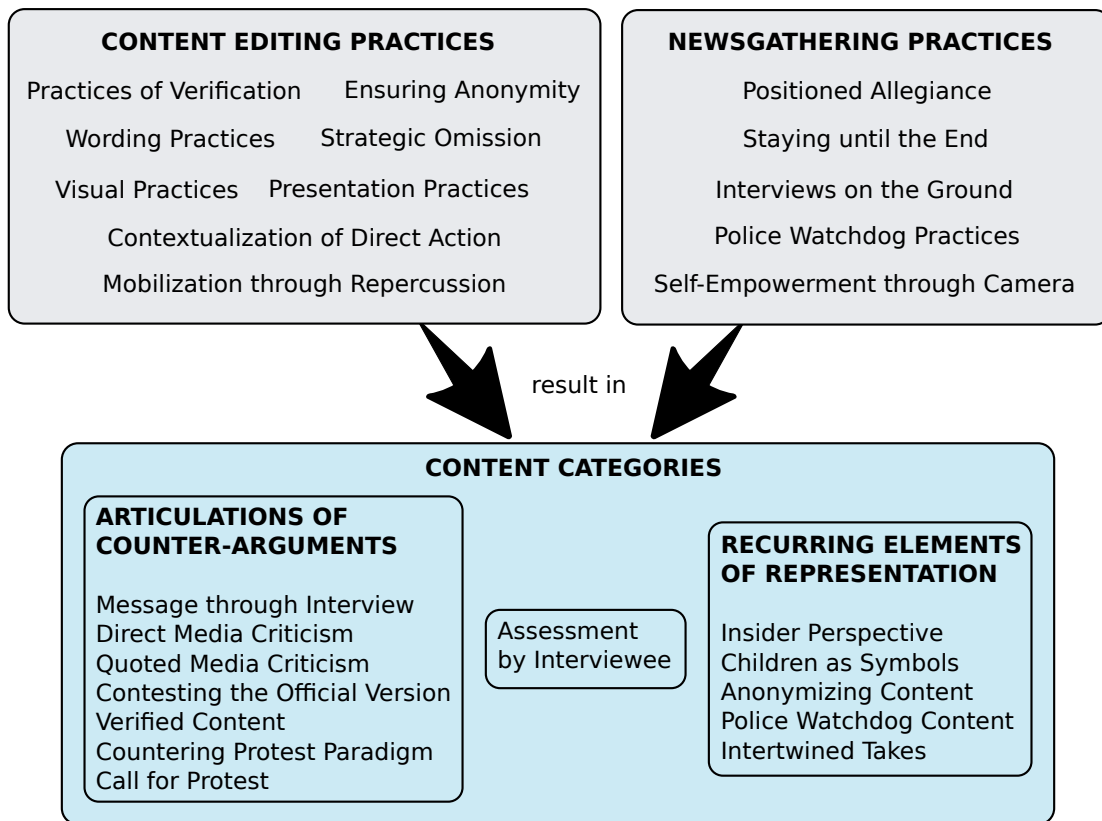 CONTENT EDITING PRACTICES
Practices of Verification
Ensuring Anonymity
Wording Practices
Strategic Omission
Visual Practices
Presentation Practices
Contextualization of Direct Action
Mobilization through Repercussion
NEWSGATHERING PRACTICES
Positioned Allegiance
Staying until the End
Interviews on the Ground
Police Watchdog Practices
Self-Empowerment through Camera
result in
CONTENT CATEGORIES
ARTICULATIONS OF
COUNTER-ARGUMENTS
Message through Interview
Direct Media Criticism
Quoted Media Criticism
Contesting the Official Version
Verified Content
Countering Protest Paradigm
Call for Protest
Assessment
by Interviewee
RECURRING ELEMENTS
OF REPRESENTATION
Insider Perspective
Children as Symbols
Anonymizing Content
Police Watchdog Content
Intertwined Takes